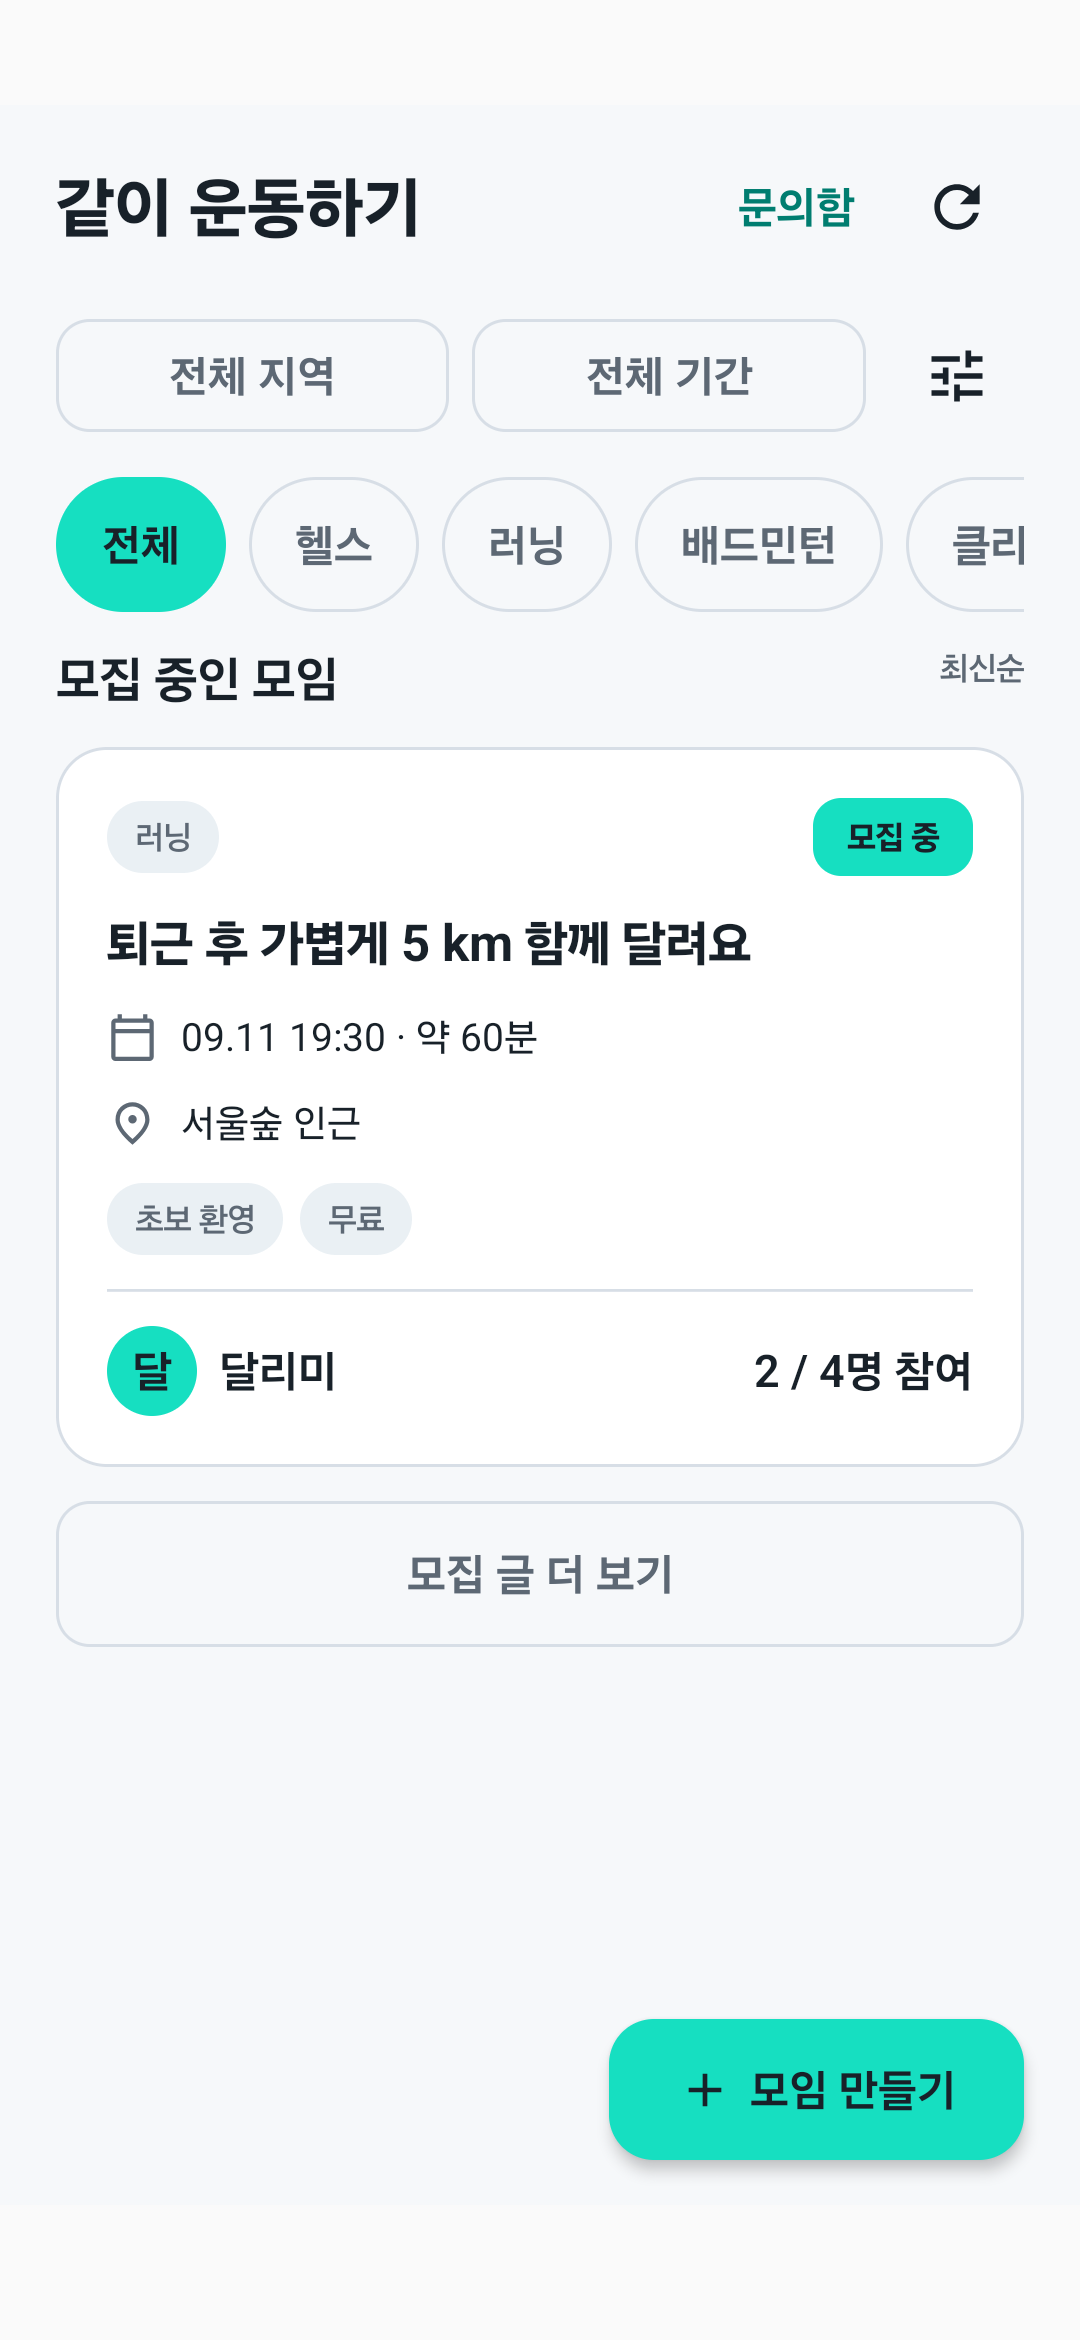 같이 운동하기 문의함
전체 지역 전체 기간
전체 헬스 러닝 배드민턴 클리
모집 중인 모임 최신순
러닝 모집 중
퇴근 후 가볍게 5 km 함께 달려요
09.11 19:30 · 약 60분
서울숲 인근
초보 환영 무료
달 달리미 2 / 4명 참여
모집 글 더 보기
+ 모임 만들기